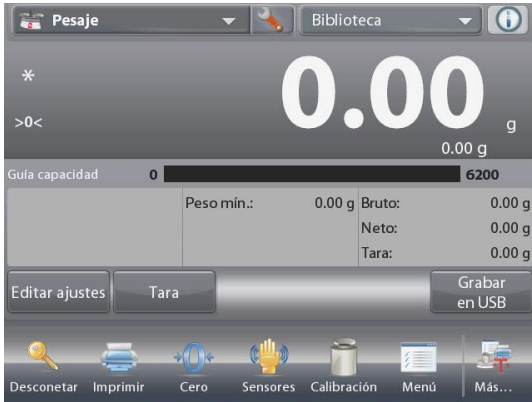 Pesaje Biblioteca
*
0.00 g
>0<
0.00 g
Guía capacidad 0 6200
Peso mín.: 0.00 g Bruto: 0.00 g
Neto: 0.00 g
Tara: 0.00 g
Editar ajustes Tara Grabar
en USB
Desconetar Imprimir Cero Sensores Calibración Menú Más...